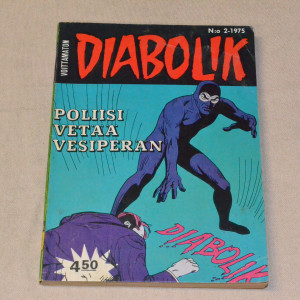 VOITTAMATON
DIABOLIK
N:o 2-1975
POLIISI
VETÄÄ
VESIPERÄN
DIABOLIK
4 50